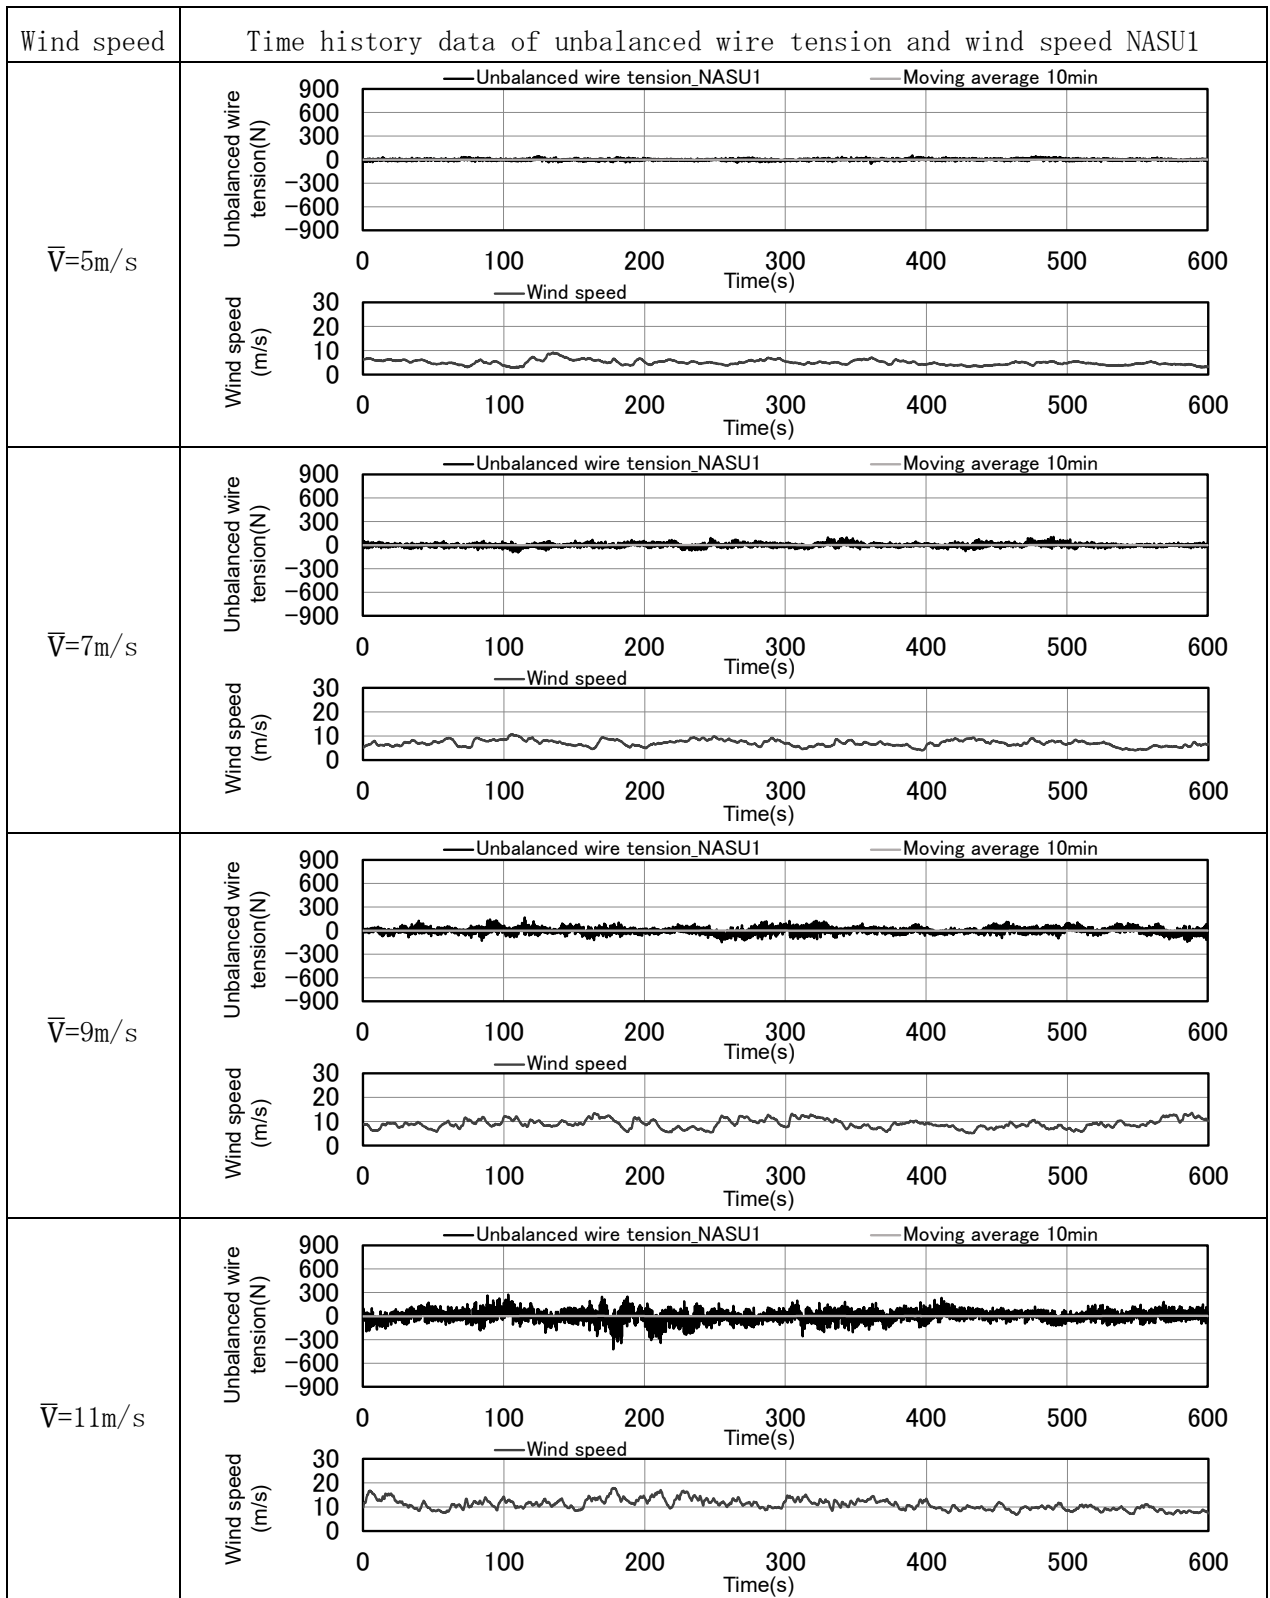 Wind speed
Time history data of unbalanced wire tension and wind speed NASU1
V̅=5m/s
Unbalanced wire tension_NASU1 Moving average 10min
Unbalanced wire
tension(N)
900
600
300
0
-300
-600
-900
0 100 200 300 400 500 600
Time(s)
Wind speed
Wind speed
(m/s)
30
20
10
0
0 100 200 300 400 500 600
Time(s)
V̅=7m/s
Unbalanced wire tension_NASU1 Moving average 10min
Unbalanced wire
tension(N)
900
600
300
0
-300
-600
-900
0 100 200 300 400 500 600
Time(s)
Wind speed
Wind speed
(m/s)
30
20
10
0
0 100 200 300 400 500 600
Time(s)
V̅=9m/s
Unbalanced wire tension_NASU1 Moving average 10min
Unbalanced wire
tension(N)
900
600
300
0
-300
-600
-900
0 100 200 300 400 500 600
Time(s)
Wind speed
Wind speed
(m/s)
30
20
10
0
0 100 200 300 400 500 600
Time(s)
V̅=11m/s
Unbalanced wire tension_NASU1 Moving average 10min
Unbalanced wire
tension(N)
900
600
300
0
-300
-600
-900
0 100 200 300 400 500 600
Time(s)
Wind speed
Wind speed
(m/s)
30
20
10
0
0 100 200 300 400 500 600
Time(s)